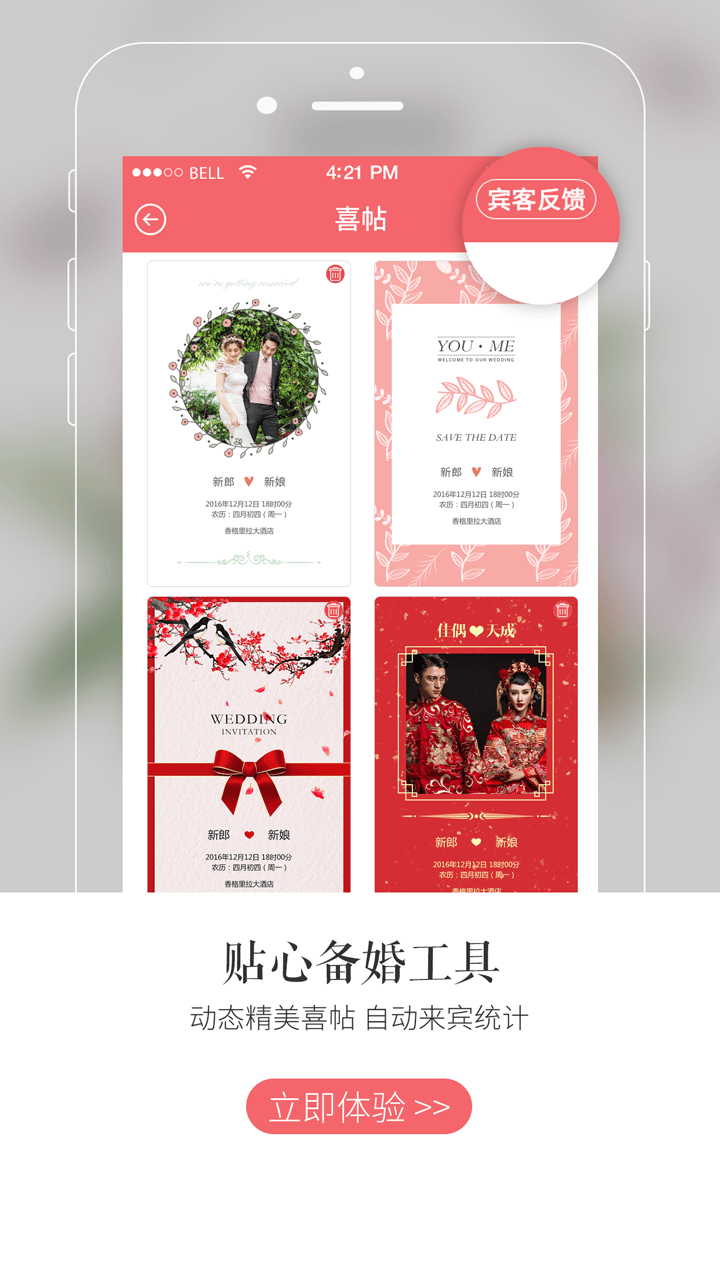 BELL
4:21 PM
喜帖
宾客反馈
we're getting married
新郎 新娘
2016年12月12日 18时00分
农历：四月初四（周一）
香格里拉大酒店
YOU · ME
WELCOME TO OUR WEDDING
SAVE THE DATE
新郎 新娘
2016年12月12日 18时00分
农历：四月初四（周一）
香格里拉大酒店
WEDDING
INVITATION
新郎 新娘
2016年12月12日 18时00分
农历：四月初四（周一）
香格里拉大酒店
佳偶 天成
新郎 新娘
2016年12月12日 18时00分
农历：四月初四（周一）
香格里拉大酒店
贴心备婚工具
动态精美喜帖 自动来宾统计
立即体验 >>